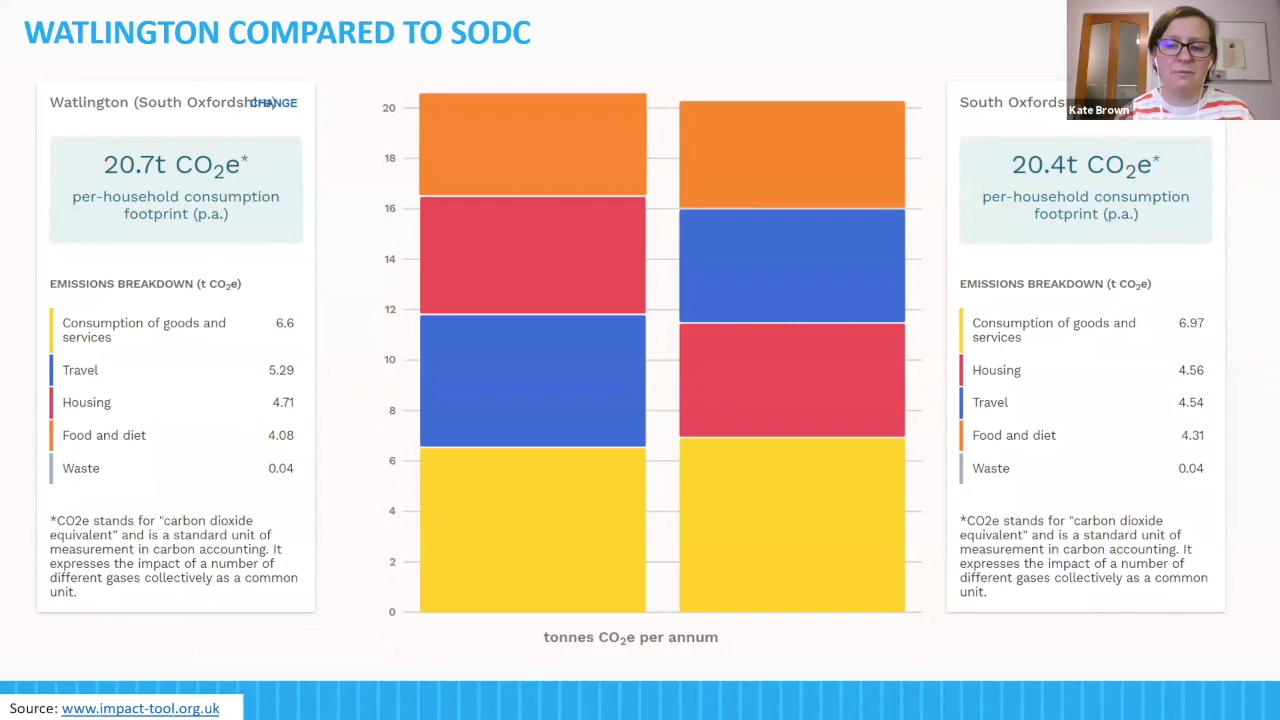 WATLINGTON COMPARED TO SODC
Kate Brown
Watlington (South Oxfordshire)
CHANGE
20.7t CO2e*
per-household consumption
footprint (p.a.)
EMISSIONS BREAKDOWN (t CO2e)
Consumption of goods and
services
6.6
Travel 5.29
Housing 4.71
Food and diet 4.08
Waste 0.04
*CO2e stands for "carbon dioxide
equivalent" and is a standard unit of
measurement in carbon accounting. It
expresses the impact of a number of
different gases collectively as a common
unit.
20
18
16
14
12
10
8
6
4
2
0
tonnes CO2e per annum
South Oxfords
20.4t CO2e*
per-household consumption
footprint (p.a.)
EMISSIONS BREAKDOWN (t CO2e)
Consumption of goods and
services
6.97
Housing 4.56
Travel 4.54
Food and diet 4.31
Waste 0.04
*CO2e stands for "carbon dioxide
equivalent" and is a standard unit of
measurement in carbon accounting. It
expresses the impact of a number of
different gases collectively as a common
unit.
Source: www.impact-tool.org.uk